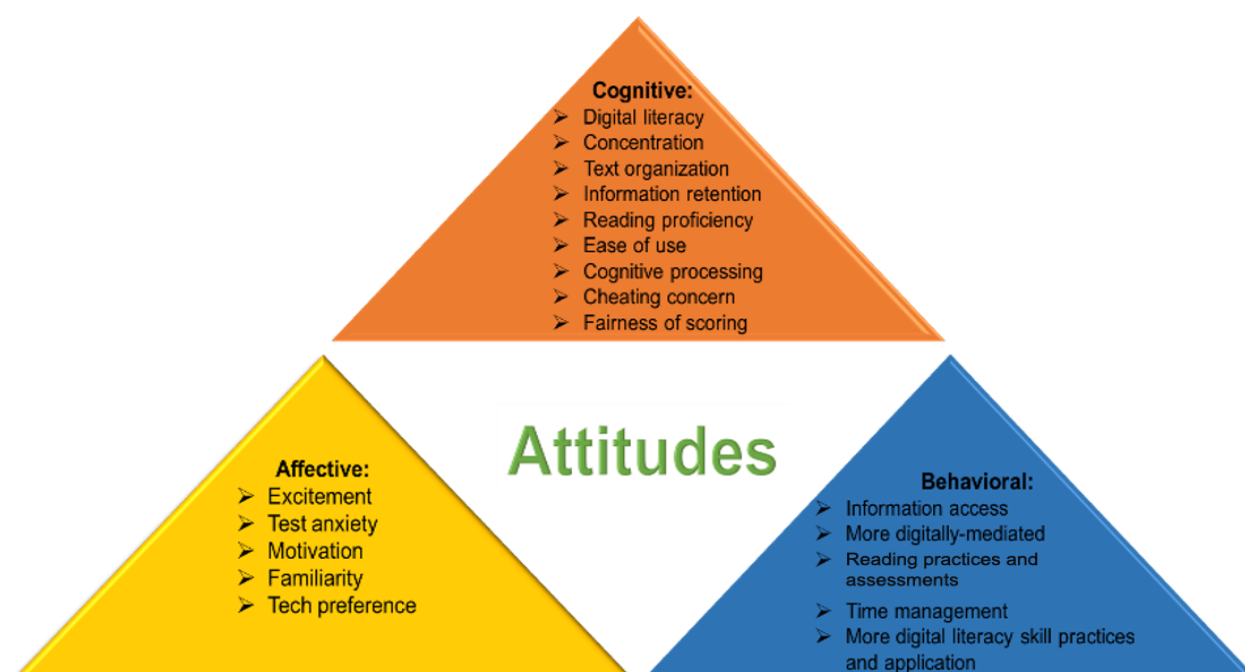 Cognitive:
➢ Digital literacy
➢ Concentration
➢ Text organization
➢ Information retention
➢ Reading proficiency
➢ Ease of use
➢ Cognitive processing
➢ Cheating concern
➢ Fairness of scoring
Attitudes
Affective:
➢ Excitement
➢ Test anxiety
➢ Motivation
➢ Familiarity
➢ Tech preference
Behavioral:
➢ Information access
➢ More digitally-mediated
➢ Reading practices and
assessments
➢ Time management
➢ More digital literacy skill practices
and application